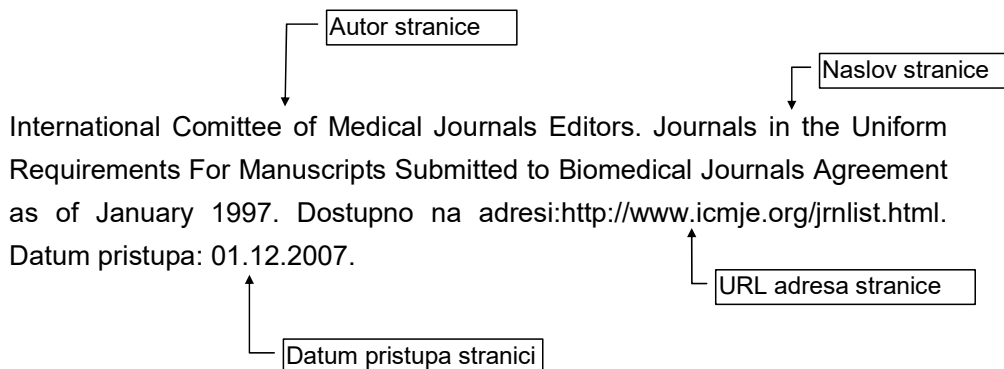 Autor stranice
Naslov stranice
International Comittee of Medical Journals Editors. Journals in the Uniform
Requirements For Manuscripts Submitted to Biomedical Journals Agreement
as of January 1997. Dostupno na adresi:http://www.icmje.org/jrnlist.html.
Datum pristupa: 01.12.2007.
URL adresa stranice
Datum pristupa stranici